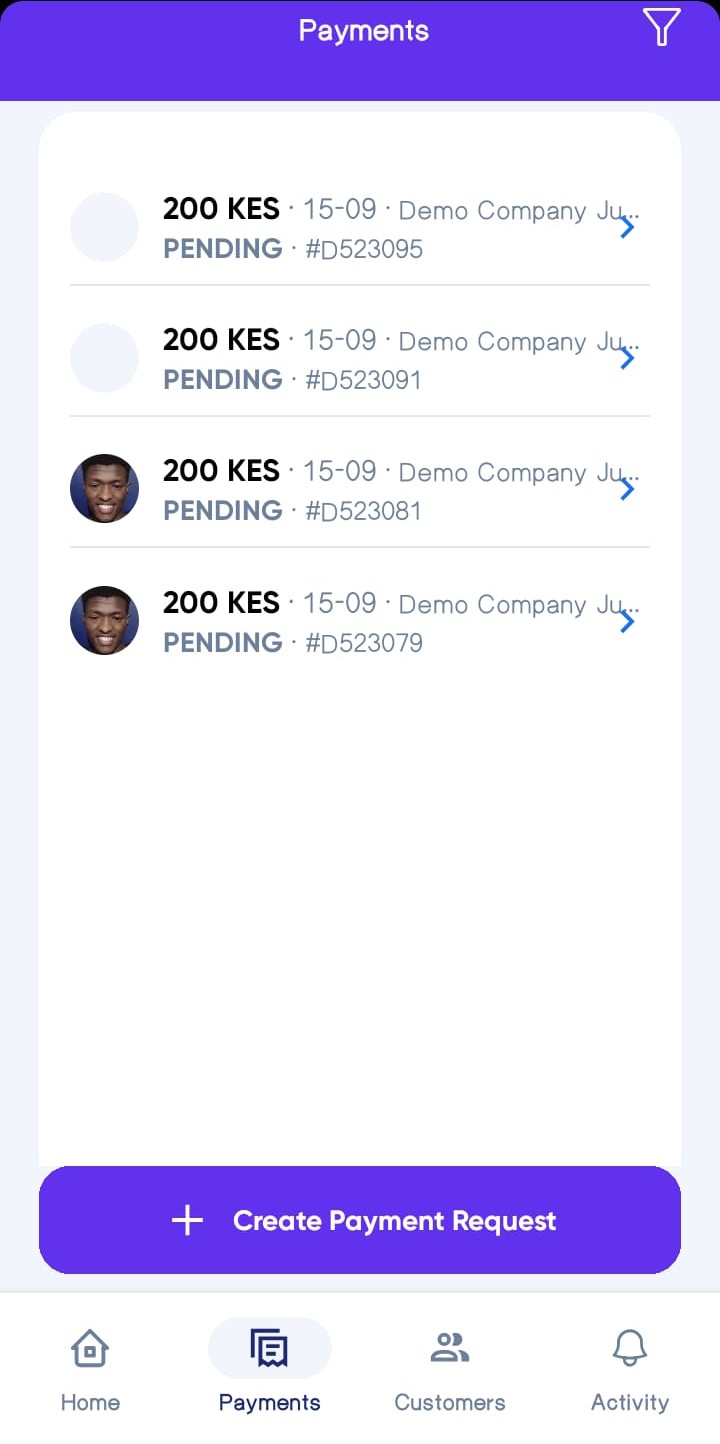 Payments
200 KES · 15-09 · Demo Company Ju...
PENDING · #D523095
200 KES · 15-09 · Demo Company Ju...
PENDING · #D523091
200 KES · 15-09 · Demo Company Ju...
PENDING · #D523081
200 KES · 15-09 · Demo Company Ju...
PENDING · #D523079
Create Payment Request
Home
Payments
Customers
Activity